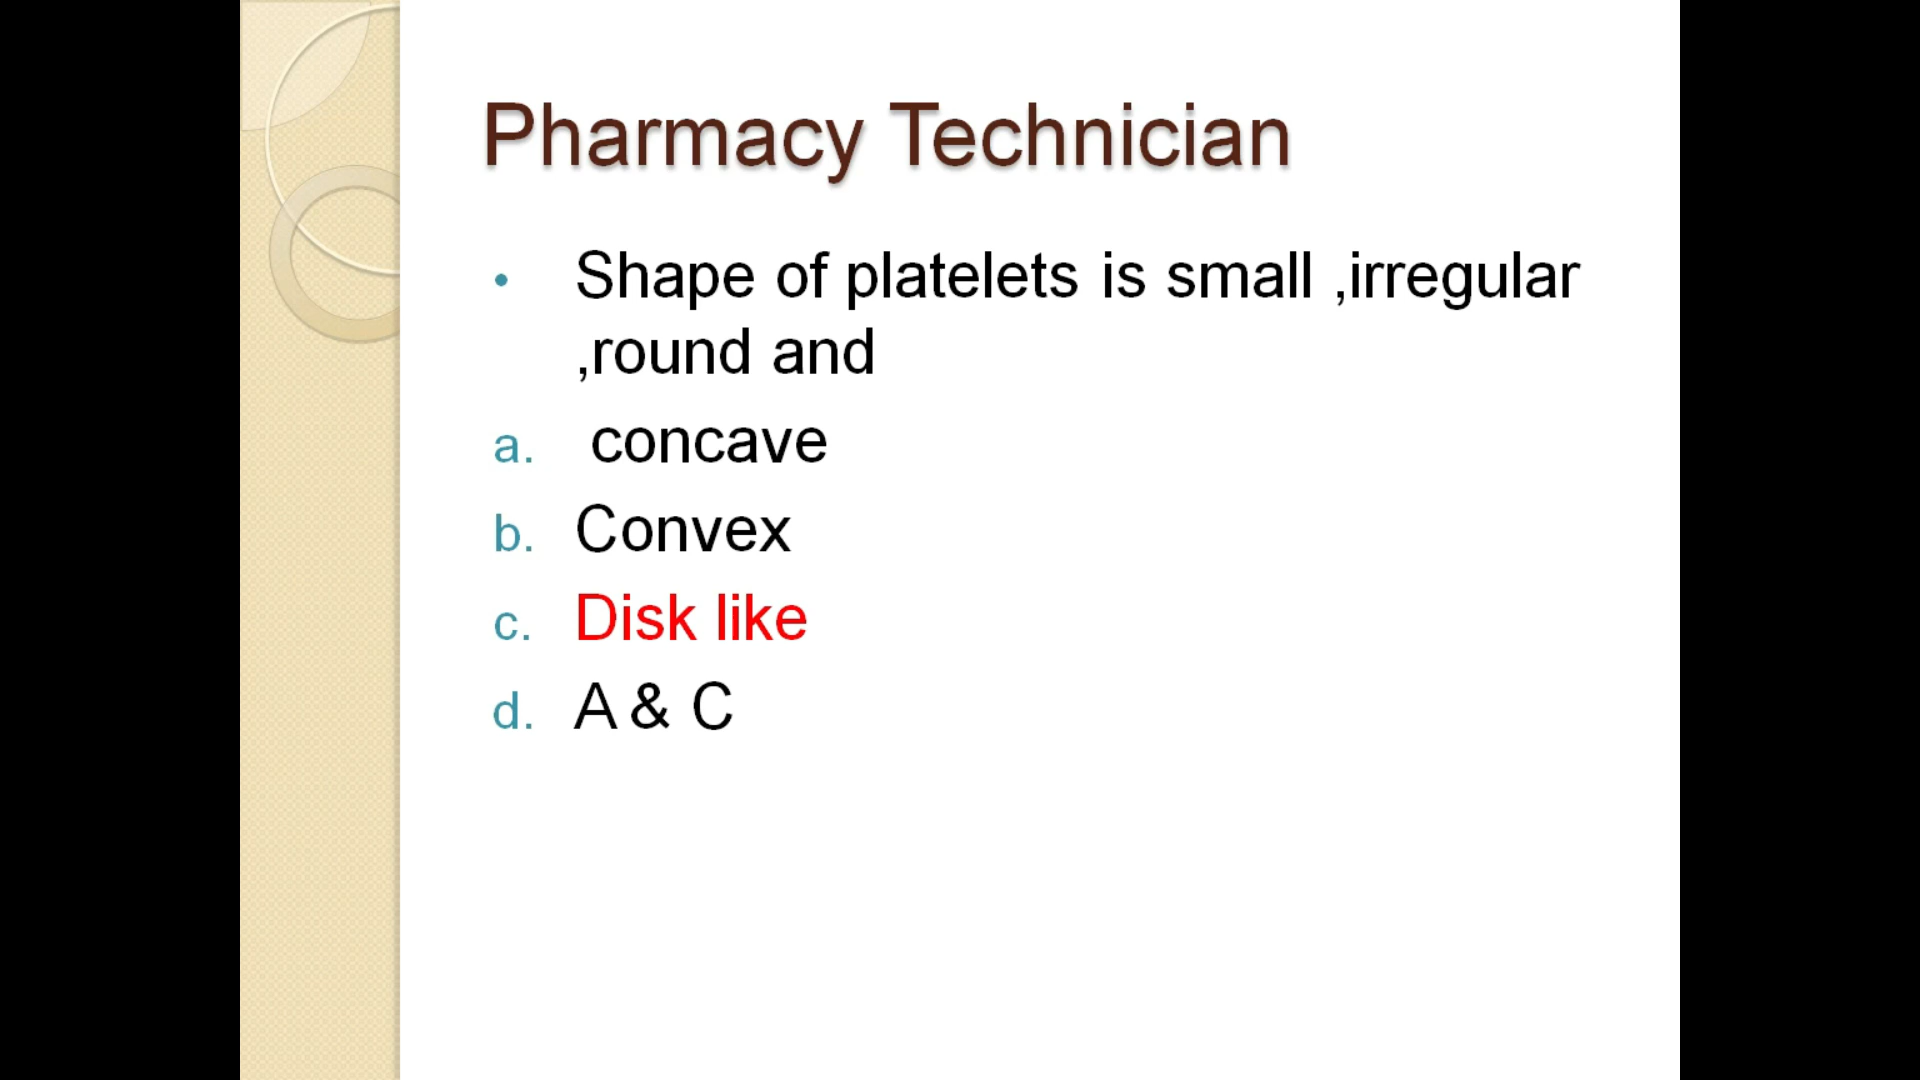 Pharmacy Technician
• Shape of platelets is small ,irregular
,round and
a. concave
b. Convex
c. Disk like
d. A & C